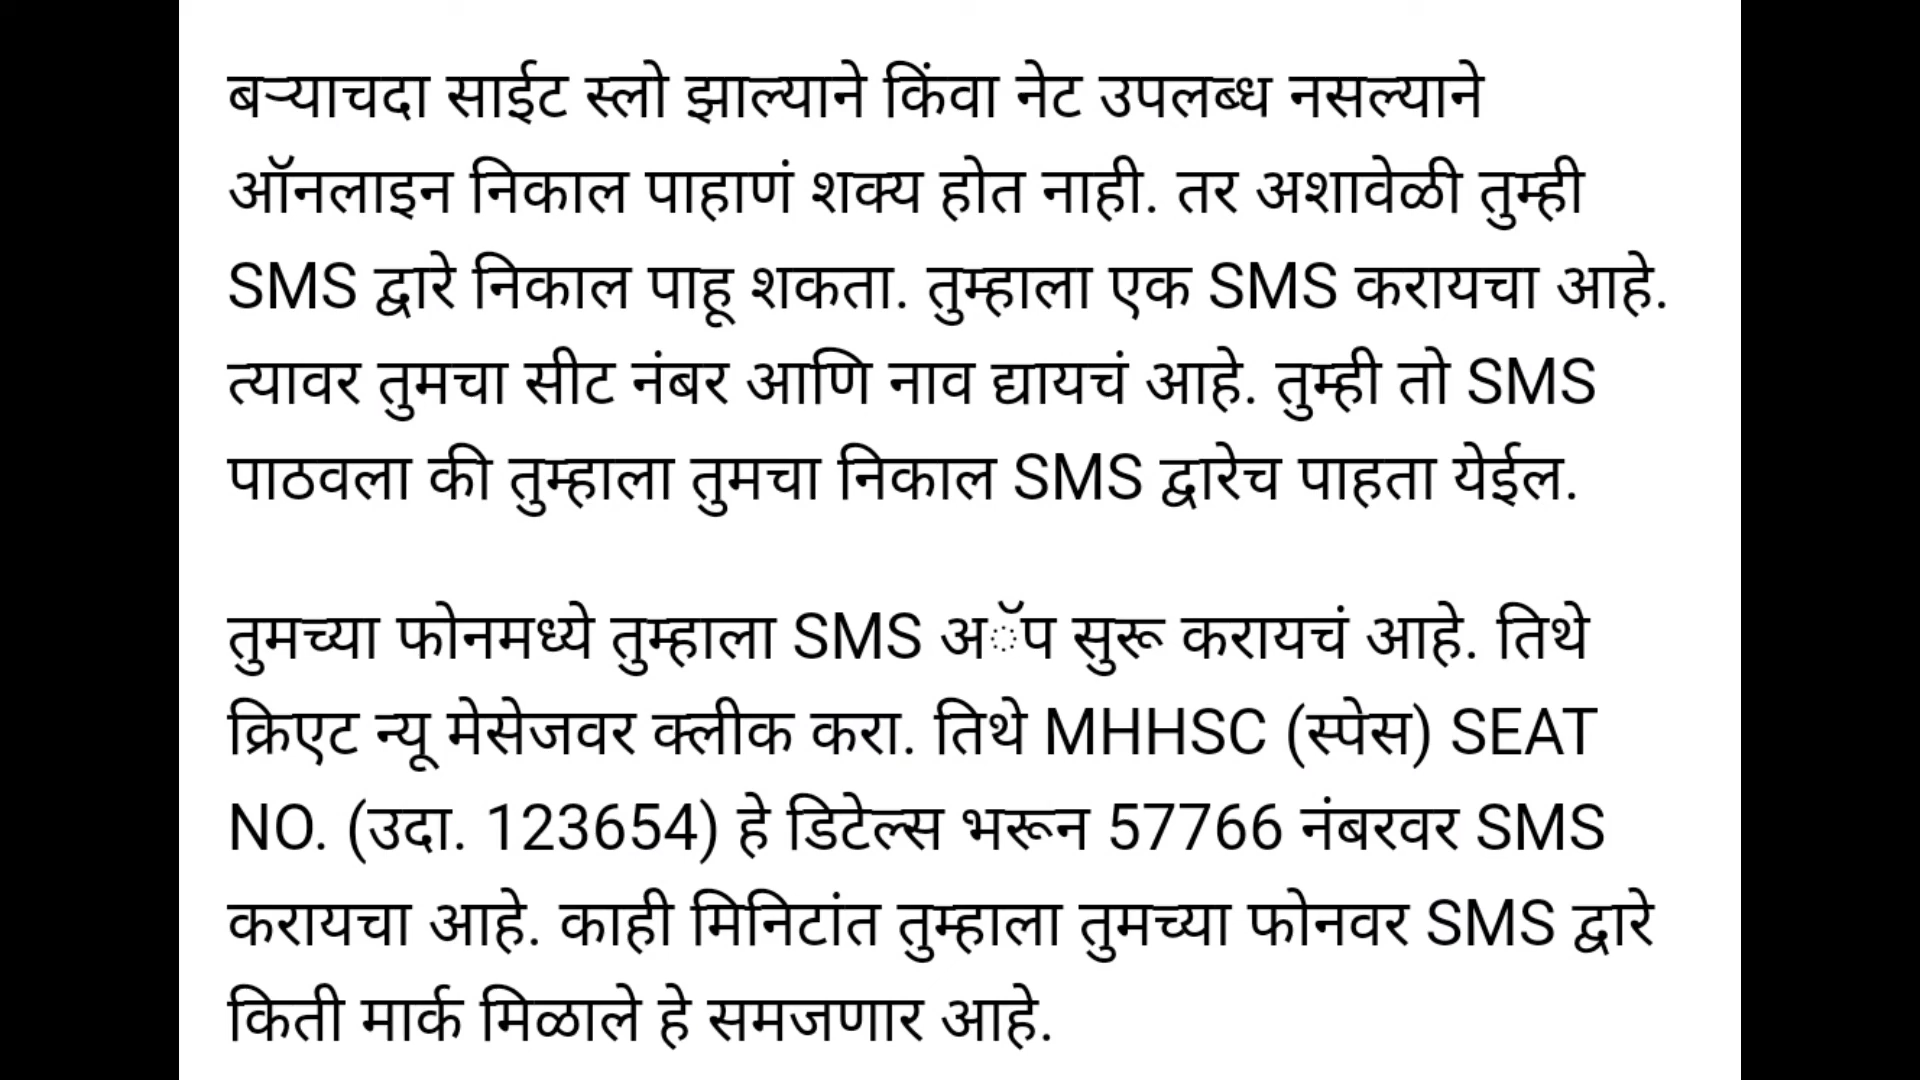 बऱ्याचदा साईट स्लो झाल्याने किंवा नेट उपलब्ध नसल्याने
ऑनलाइन निकाल पाहाणं शक्य होत नाही. तर अशावेळी तुम्ही
SMS द्वारे निकाल पाहू शकता. तुम्हाला एक SMS करायचा आहे.
त्यावर तुमचा सीट नंबर आणि नाव द्यायचं आहे. तुम्ही तो SMS
पाठवला की तुम्हाला तुमचा निकाल SMS द्वारेच पाहता येईल.
तुमच्या फोनमध्ये तुम्हाला SMS अ‍ॅप सुरू करायचं आहे. तिथे
क्रिएट न्यू मेसेजवर क्लीक करा. तिथे MHHSC (स्पेस) SEAT
NO. (उदा. 123654) हे डिटेल्स भरून 57766 नंबरवर SMS
करायचा आहे. काही मिनिटांत तुम्हाला तुमच्या फोनवर SMS द्वारे
किती मार्क मिळाले हे समजणार आहे.